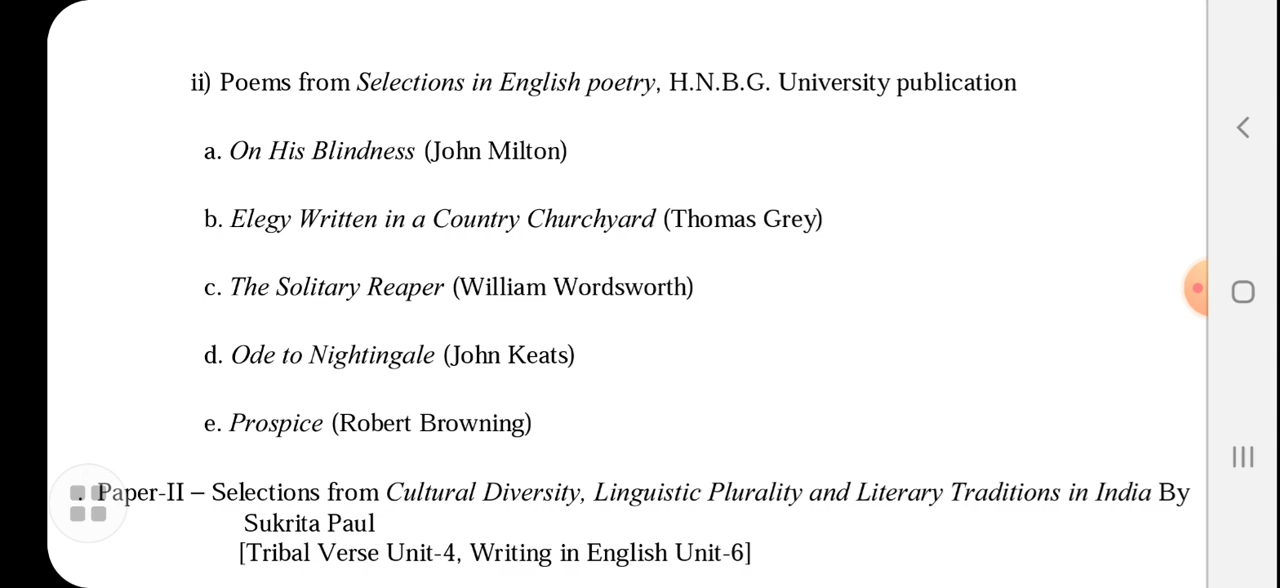 ii) Poems from Selections in English poetry, H.N.B.G. University publication
a. On His Blindness (John Milton)
b. Elegy Written in a Country Churchyard (Thomas Grey)
c. The Solitary Reaper (William Wordsworth)
d. Ode to Nightingale (John Keats)
e. Prospice (Robert Browning)
. Paper-II – Selections from Cultural Diversity, Linguistic Plurality and Literary Traditions in India By
Sukrita Paul
[Tribal Verse Unit-4, Writing in English Unit-6]